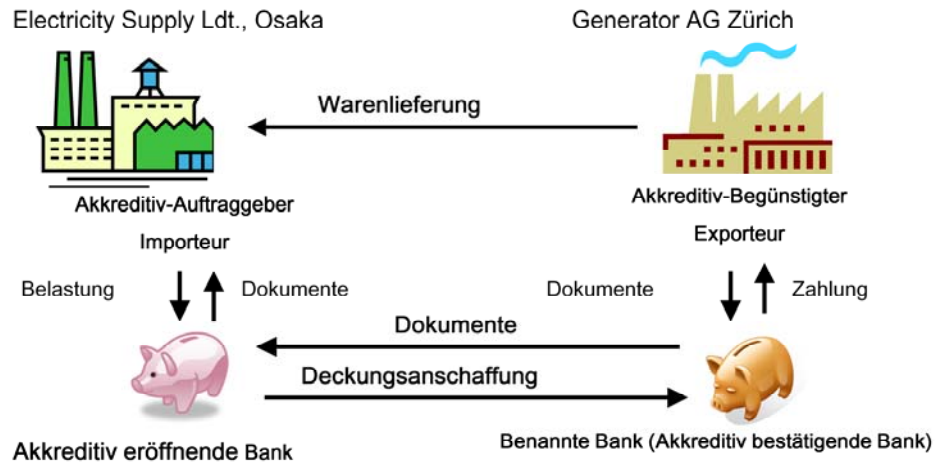 Electricity Supply Ldt., Osaka
Generator AG Zürich
Warenlieferung
Akkreditiv-Auftraggeber
Importeur
Akkreditiv-Begünstigter
Exporteur
Belastung
Dokumente
Dokumente
Zahlung
Dokumente
Deckungsanschaffung
Akkreditiv eröffnende Bank
Benannte Bank (Akkreditiv bestätigende Bank)